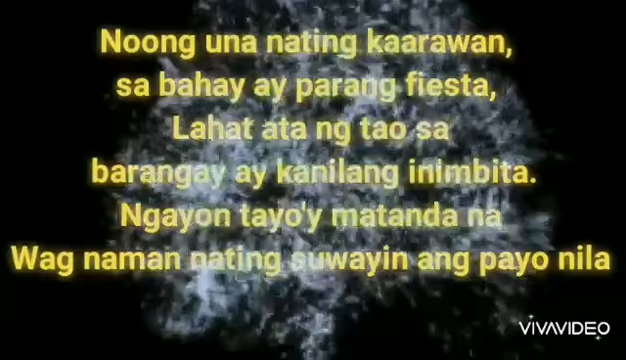 Noong una nating kaarawan,
sa bahay ay parang fiesta,
Lahat ata ng tao sa
barangay ay kanilang inimbita.
Ngayon tayo'y matanda na
Wag naman nating suwayin ang payo nila
VIVAVIDEO